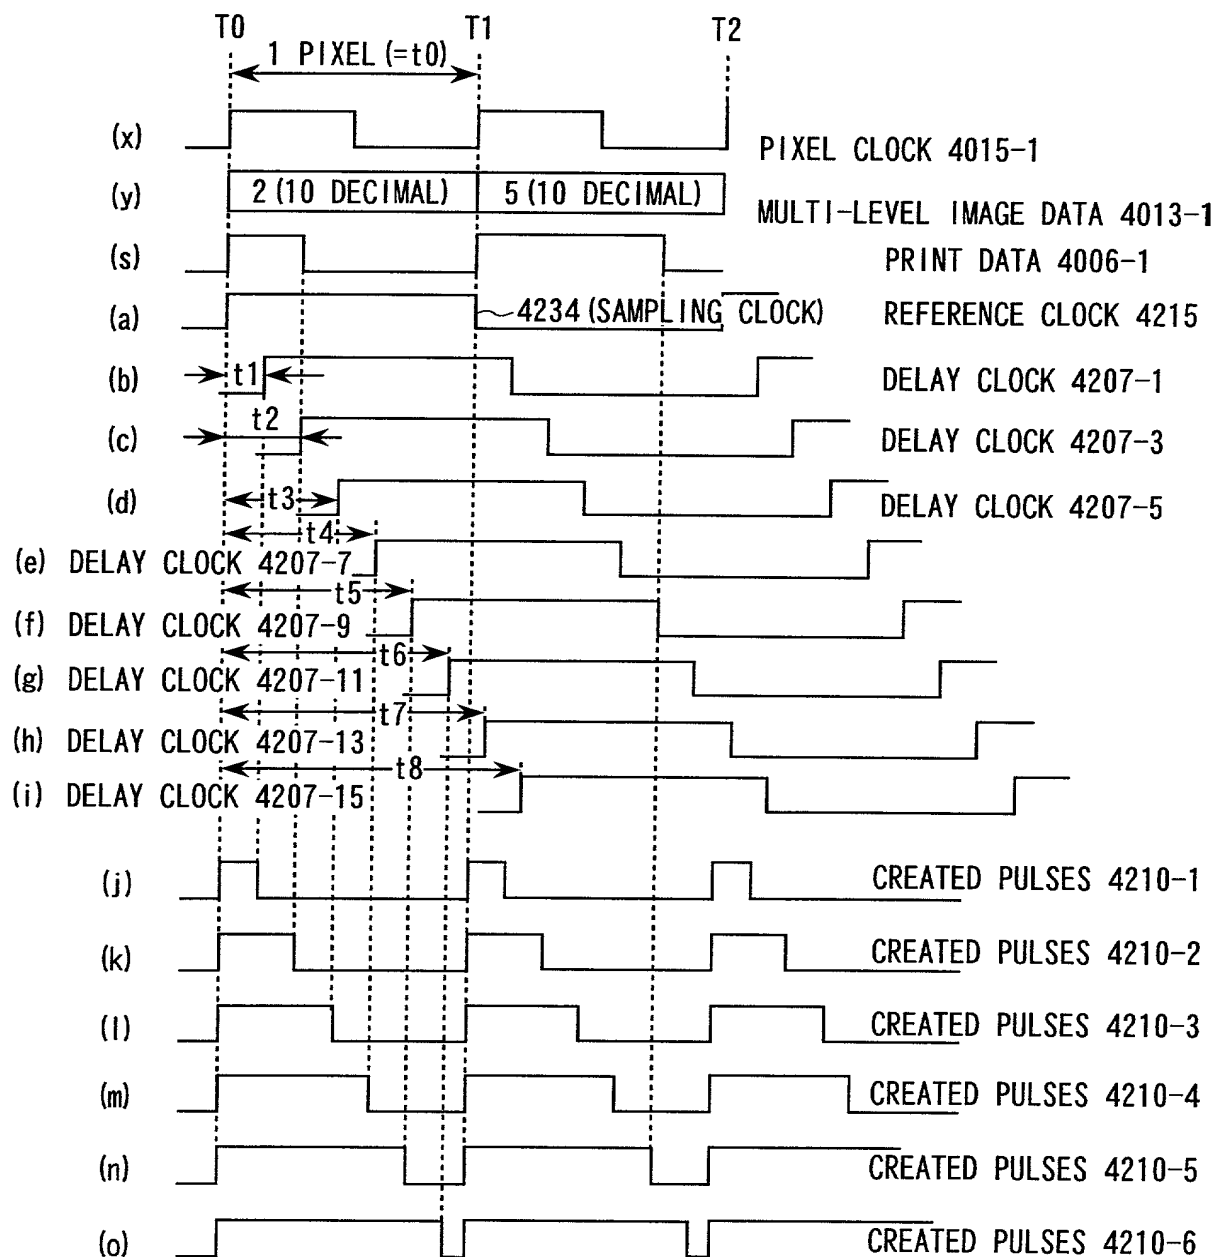 T0 T1 T2
1 PIXEL (=t0)
(x) PIXEL CLOCK 4015-1
(y) 2 (10 DECIMAL) 5 (10 DECIMAL) MULTI-LEVEL IMAGE DATA 4013-1
(s) PRINT DATA 4006-1
(a) 4234 (SAMPLING CLOCK) REFERENCE CLOCK 4215
(b) t1 DELAY CLOCK 4207-1
t2
(c) DELAY CLOCK 4207-3
(d) t3 DELAY CLOCK 4207-5
t4
(e) DELAY CLOCK 4207-7
t5
(f) DELAY CLOCK 4207-9
t6
(g) DELAY CLOCK 4207-11
t7
(h) DELAY CLOCK 4207-13
t8
(i) DELAY CLOCK 4207-15
(j) CREATED PULSES 4210-1
(k) CREATED PULSES 4210-2
(l) CREATED PULSES 4210-3
(m) CREATED PULSES 4210-4
(n) CREATED PULSES 4210-5
(o) CREATED PULSES 4210-6